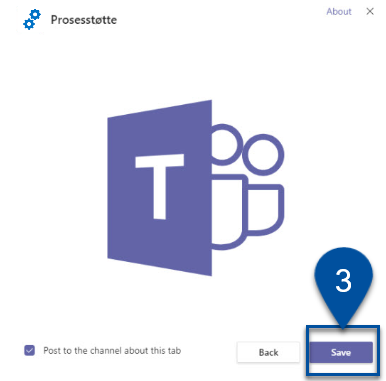 Prosesstøtte
About
T
3
Post to the channel about this tab
Back
Save